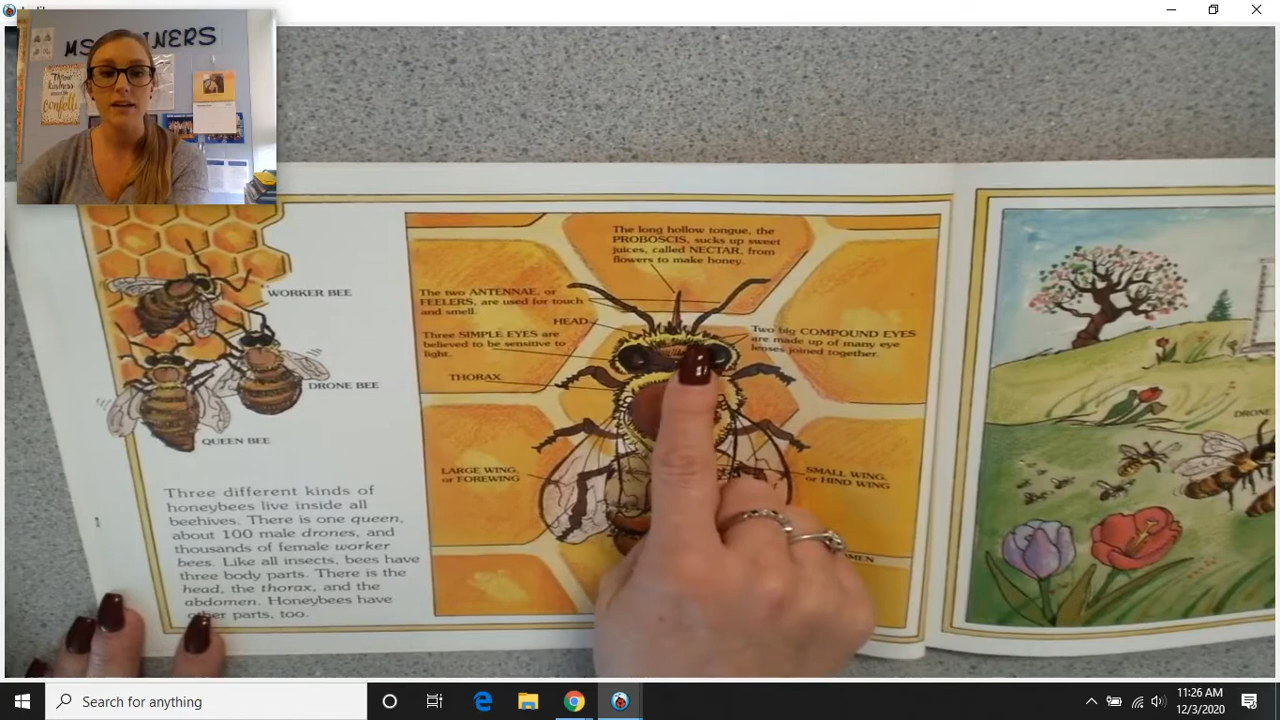 MS
INERS
Throw
kindness
confetti
WORKER BEE
DRONE BEE
QUEEN BEE
Three different kinds of
honeybees live inside all
beehives. There is one queen,
about 100 male drones, and
thousands of female worker
bees. Like all insects, bees have
three body parts. There is the
head, the thorax, and the
abdomen. Honeybees have
other parts, too.
The long hollow tongue, the
PROBOSCIS, sucks up sweet
juices, called NECTAR, from
flowers to make honey.
The two ANTENNAE, or
FEELERS, are used for touch
and smell.
HEAD
Three SIMPLE EYES are
believed to be sensitive to
light.
THORAX
Two big COMPOUND EYES
are made up of many eye
lenses joined together.
LARGE WING,
or FOREWING
SMALL WING,
or HIND WING
OMEN
DRONE
Search for anything
11:26 AM
12/3/2020